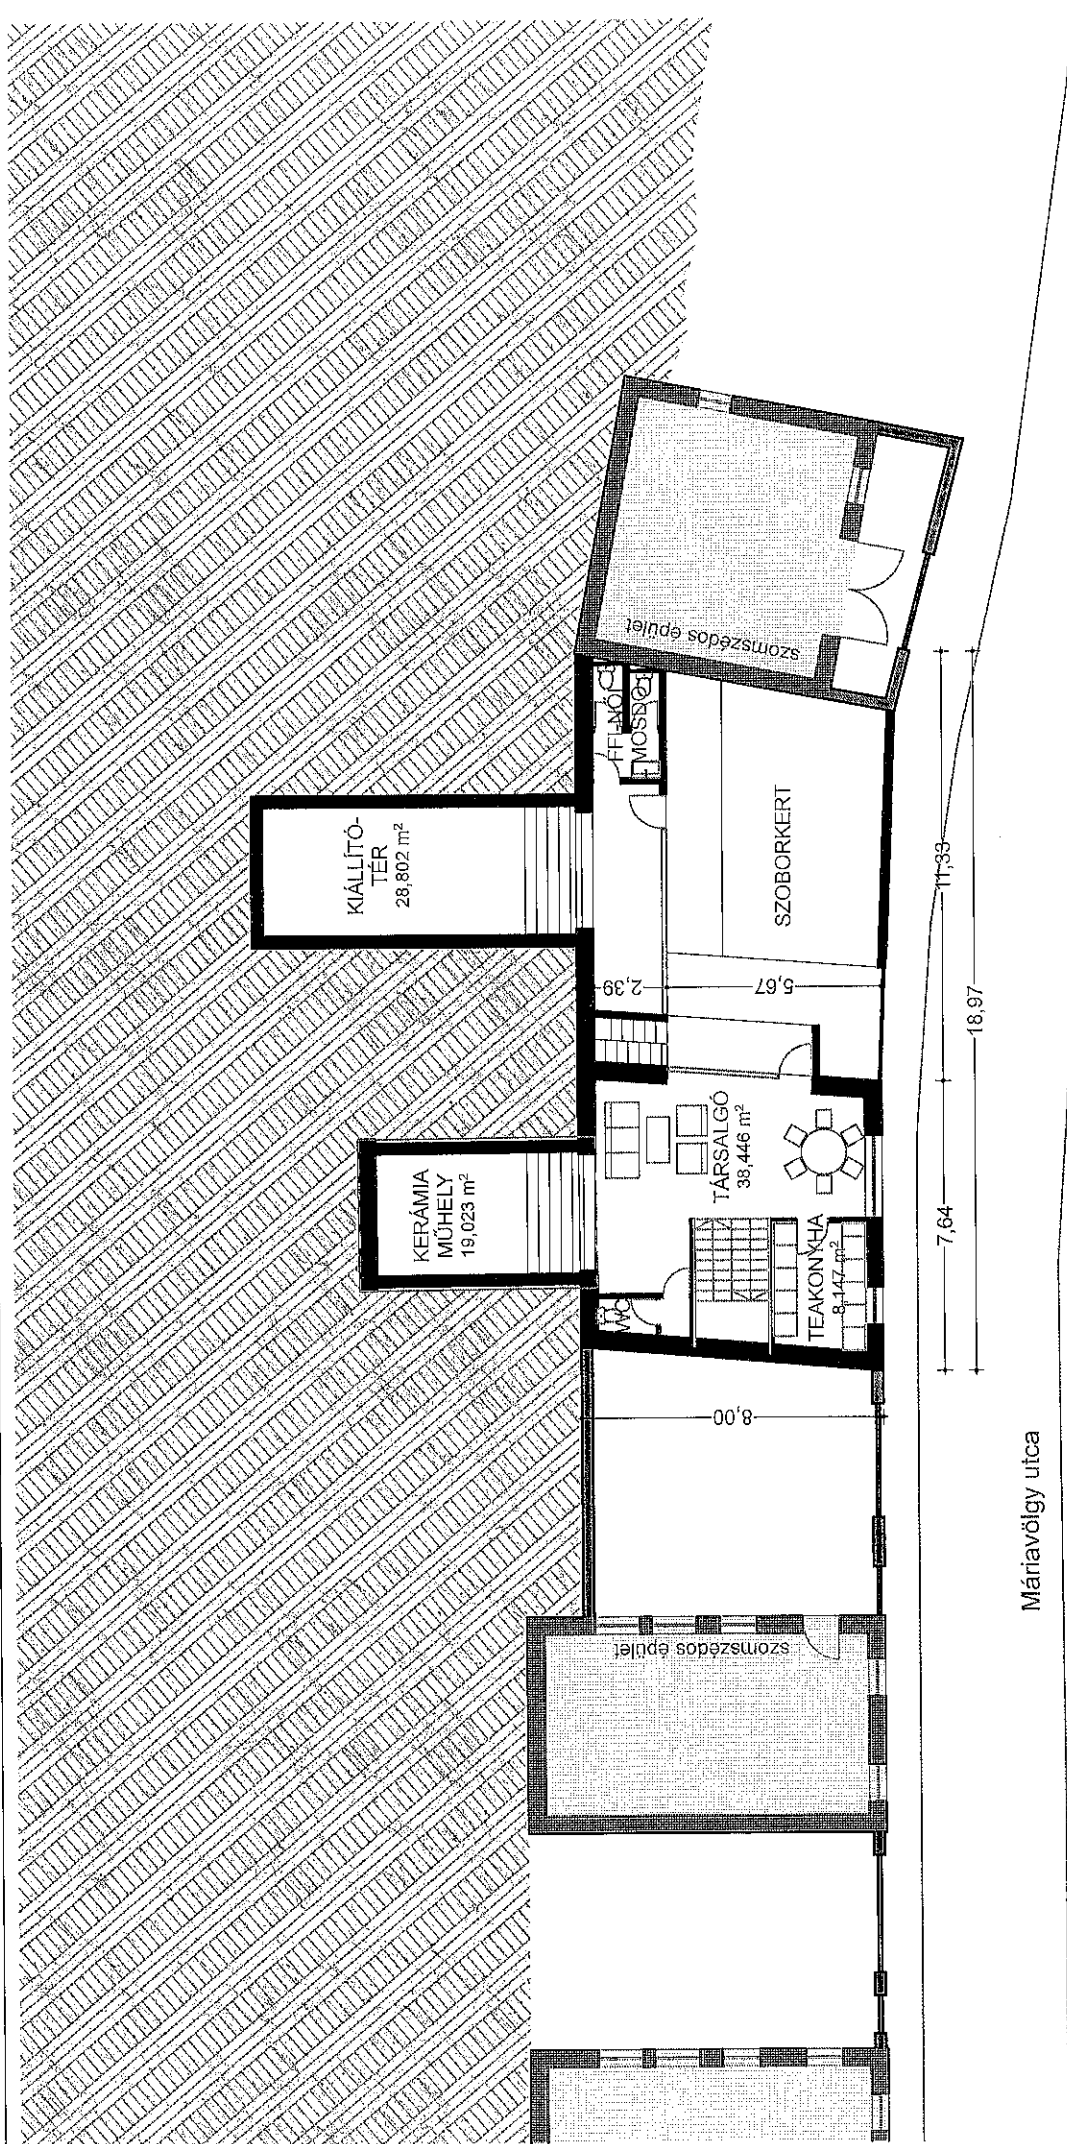 KIÁLLÍTÓ-
TÉR
28,802 m²
KERÁMIA
MŰHELY
19,023 m²
FFI-NŐI
MOSDÓ
SZOBORKERT
2,39
5,67
TÁRSALGÓ
38,446 m²
WC
TEAKONYHA
8,147 m²
szomszédos épület
szomszédos épület
8,00
11,33
7,64
18,97
Máriavölgy utca